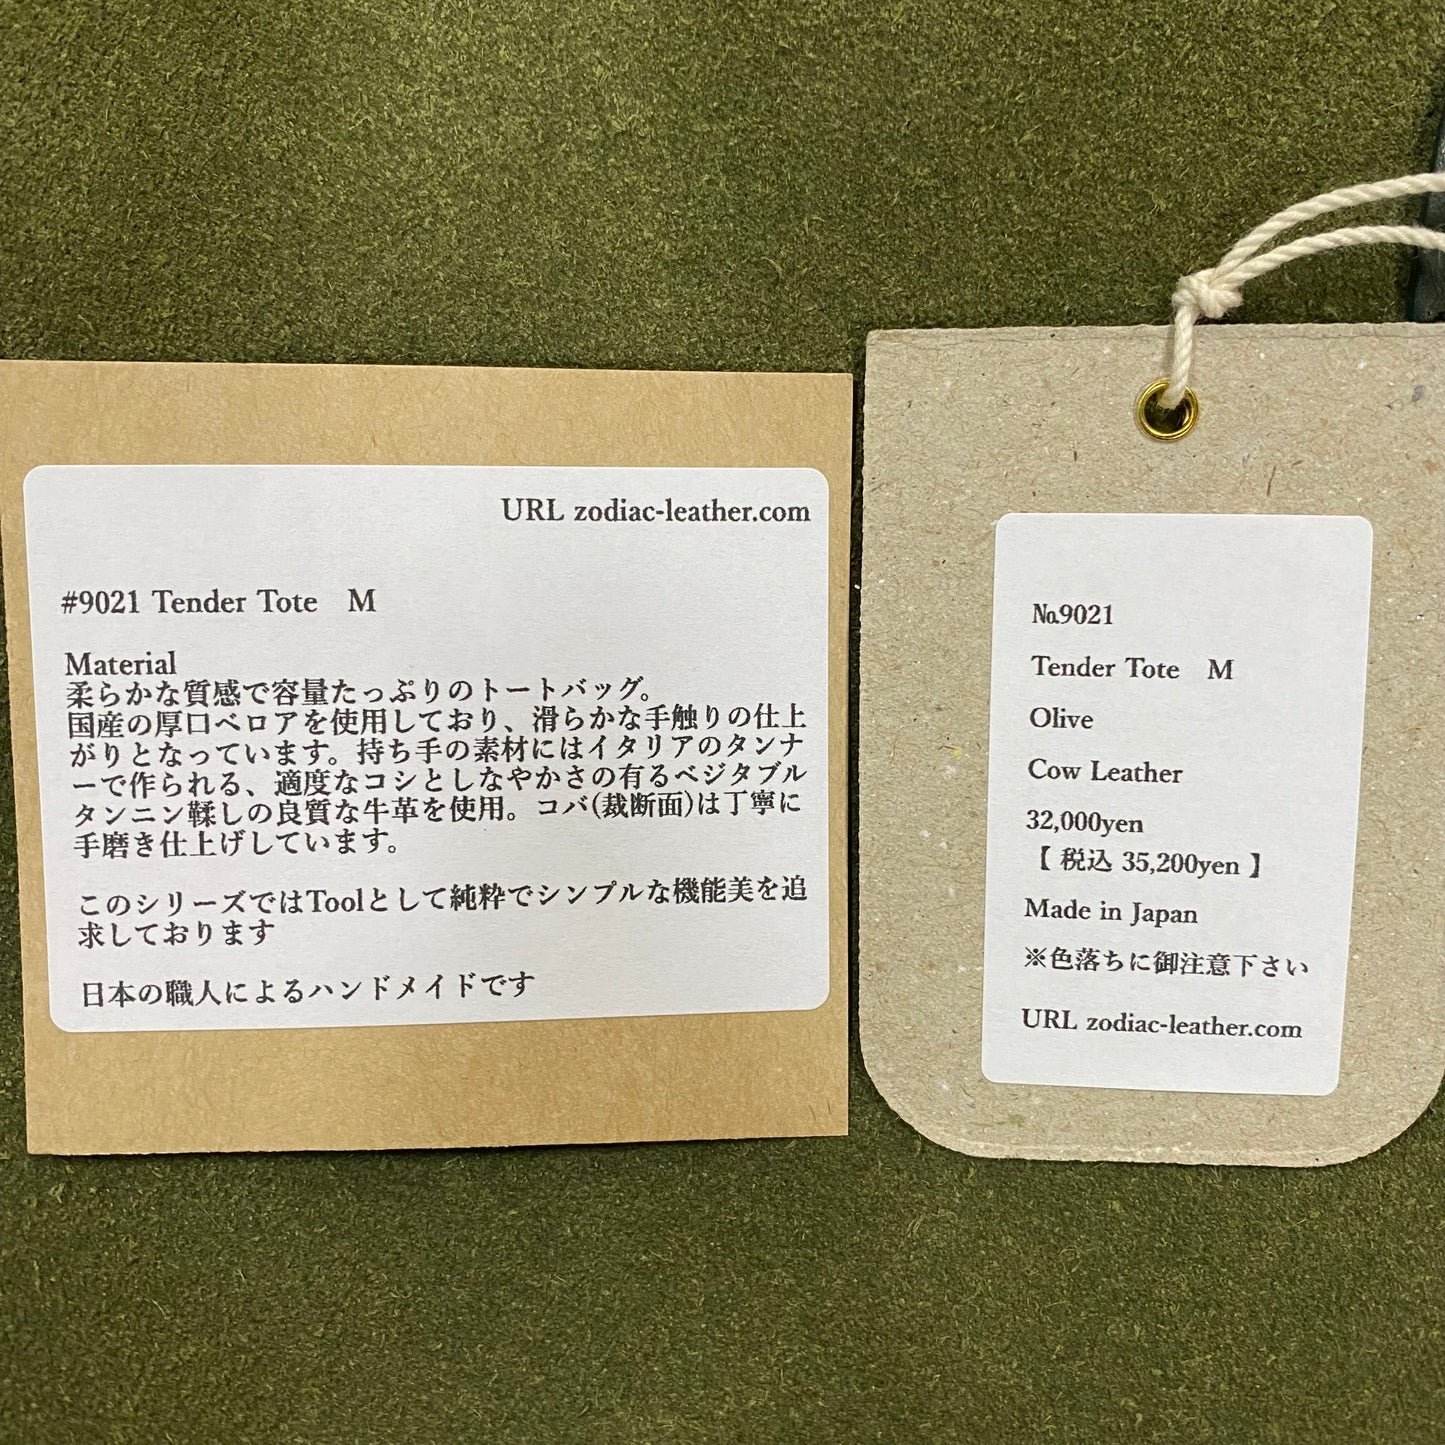 URL zodiac-leather.com
#9021 Tender Tote　M
Material
柔らかな質感で容量たっぷりのトートバッグ。
国産の厚口ベロアを使用しており、滑らかな手触りの仕上
がりとなっています。持ち手の素材にはイタリアのタンナ
ーで作られる、適度なコシとしなやかさの有るベジタブル
タンニン鞣しの良質な牛革を使用。コバ(裁断面)は丁寧に
手磨き仕上げしています。
このシリーズではToolとして純粋でシンプルな機能美を追
求しております
日本の職人によるハンドメイドです
№9021
Tender Tote　M
Olive
Cow Leather
32,000yen
【 税込 35,200yen 】
Made in Japan
※色落ちに御注意下さい
URL zodiac-leather.com